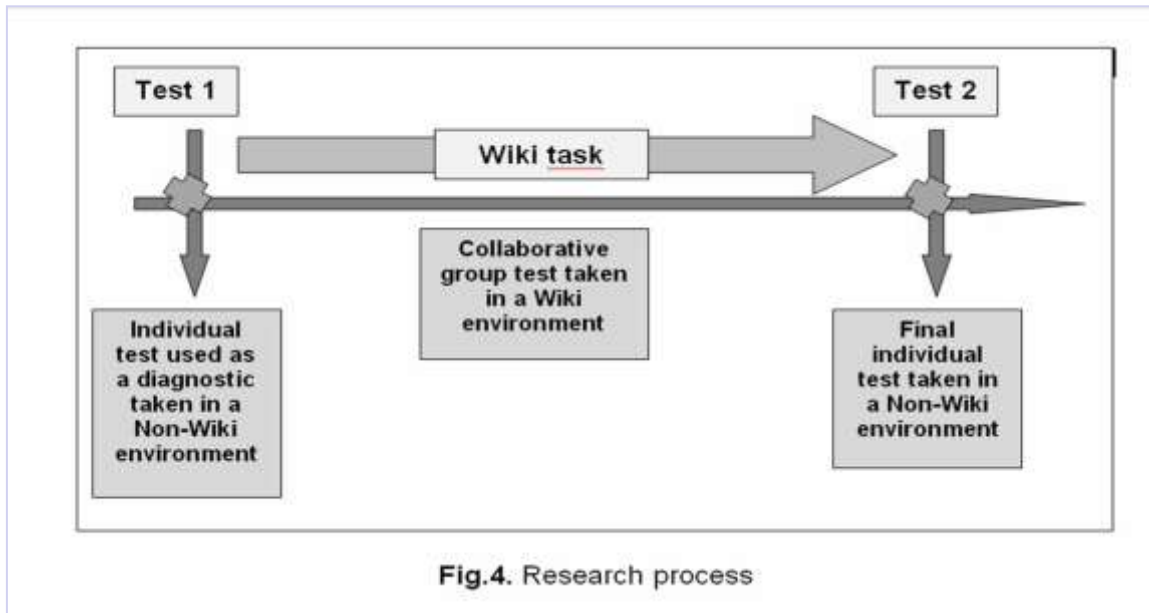 Test 1
Test 2
Wiki task
Collaborative
group test taken
in a Wiki
environment
Individual
test used as
a diagnostic
taken in a
Non-Wiki
environment
Final
individual
test taken in
a Non-Wiki
environment
Fig.4. Research process